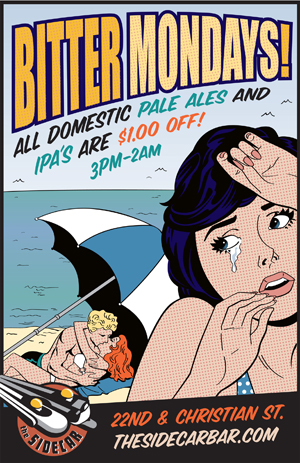 BITTER MONDAYS!
ALL DOMESTIC PALE ALES AND
IPA'S ARE $1.00 OFF!
3PM-2AM
the SIDECAR
22ND & CHRISTIAN ST.
THESIDECARBAR.COM